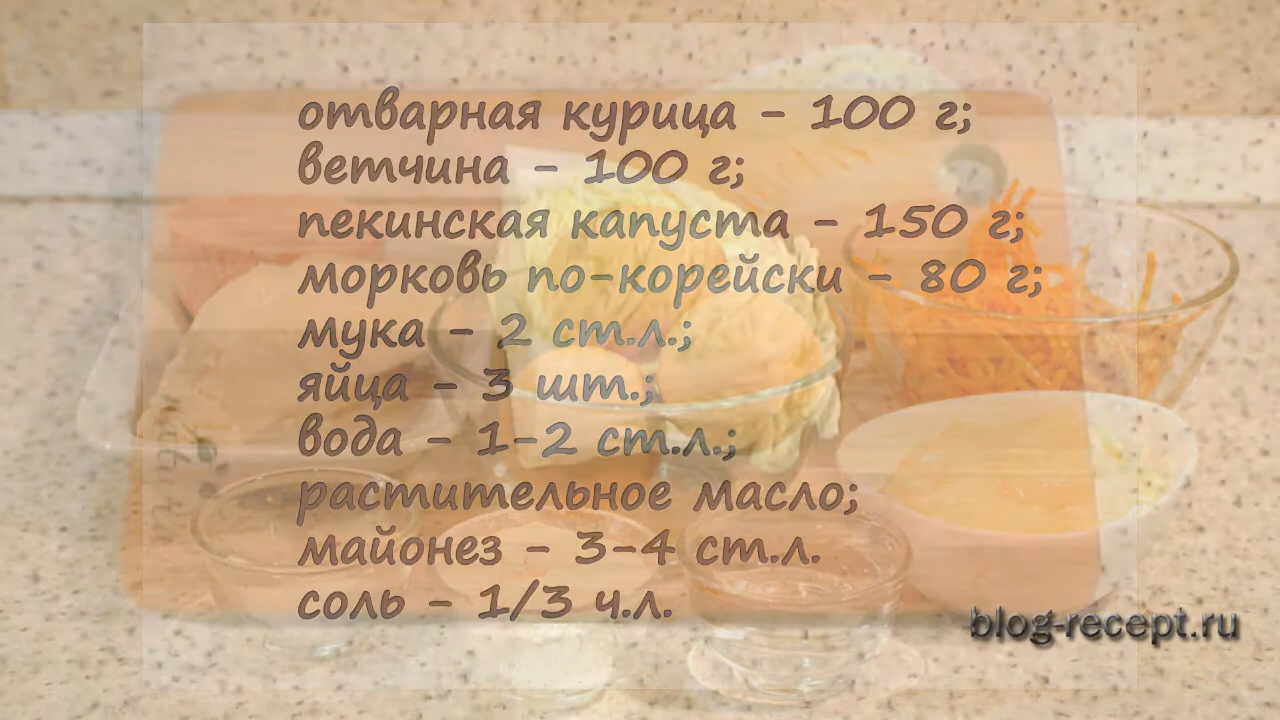 отварная курица - 100 г;
ветчина - 100 г;
пекинская капуста - 150 г;
морковь по-корейски - 80 г;
мука - 2 ст.л.;
яйца - 3 шт.;
вода - 1-2 ст.л.;
растительное масло;
майонез - 3-4 ст.л.
соль - 1/3 ч.л.
blog-recept.ru